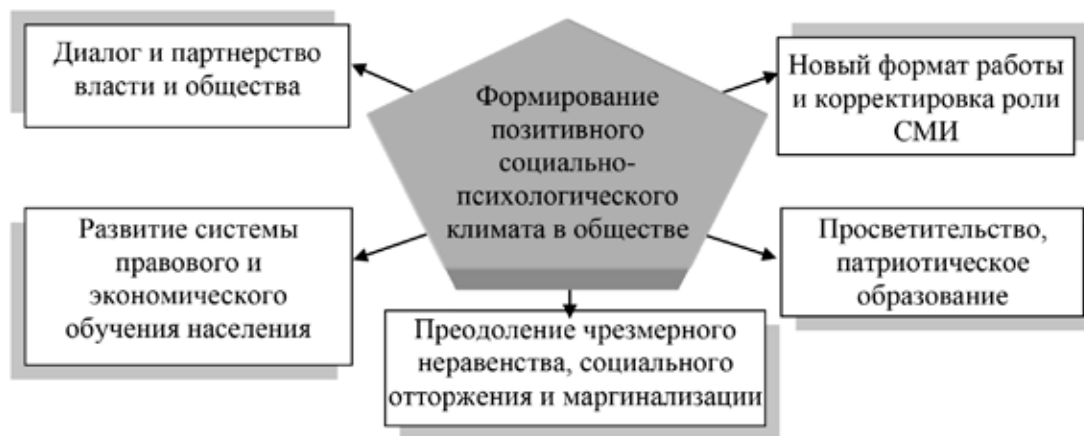 Диалог и партнерство
власти и общества
Формирование
позитивного
социально-
психологического
климата в обществе
Новый формат работы
и корректировка роли
СМИ
Развитие системы
правового и
экономического
обучения населения
Просветительство,
патриотическое
образование
Преодоление чрезмерного
неравенства, социального
отторжения и маргинализации